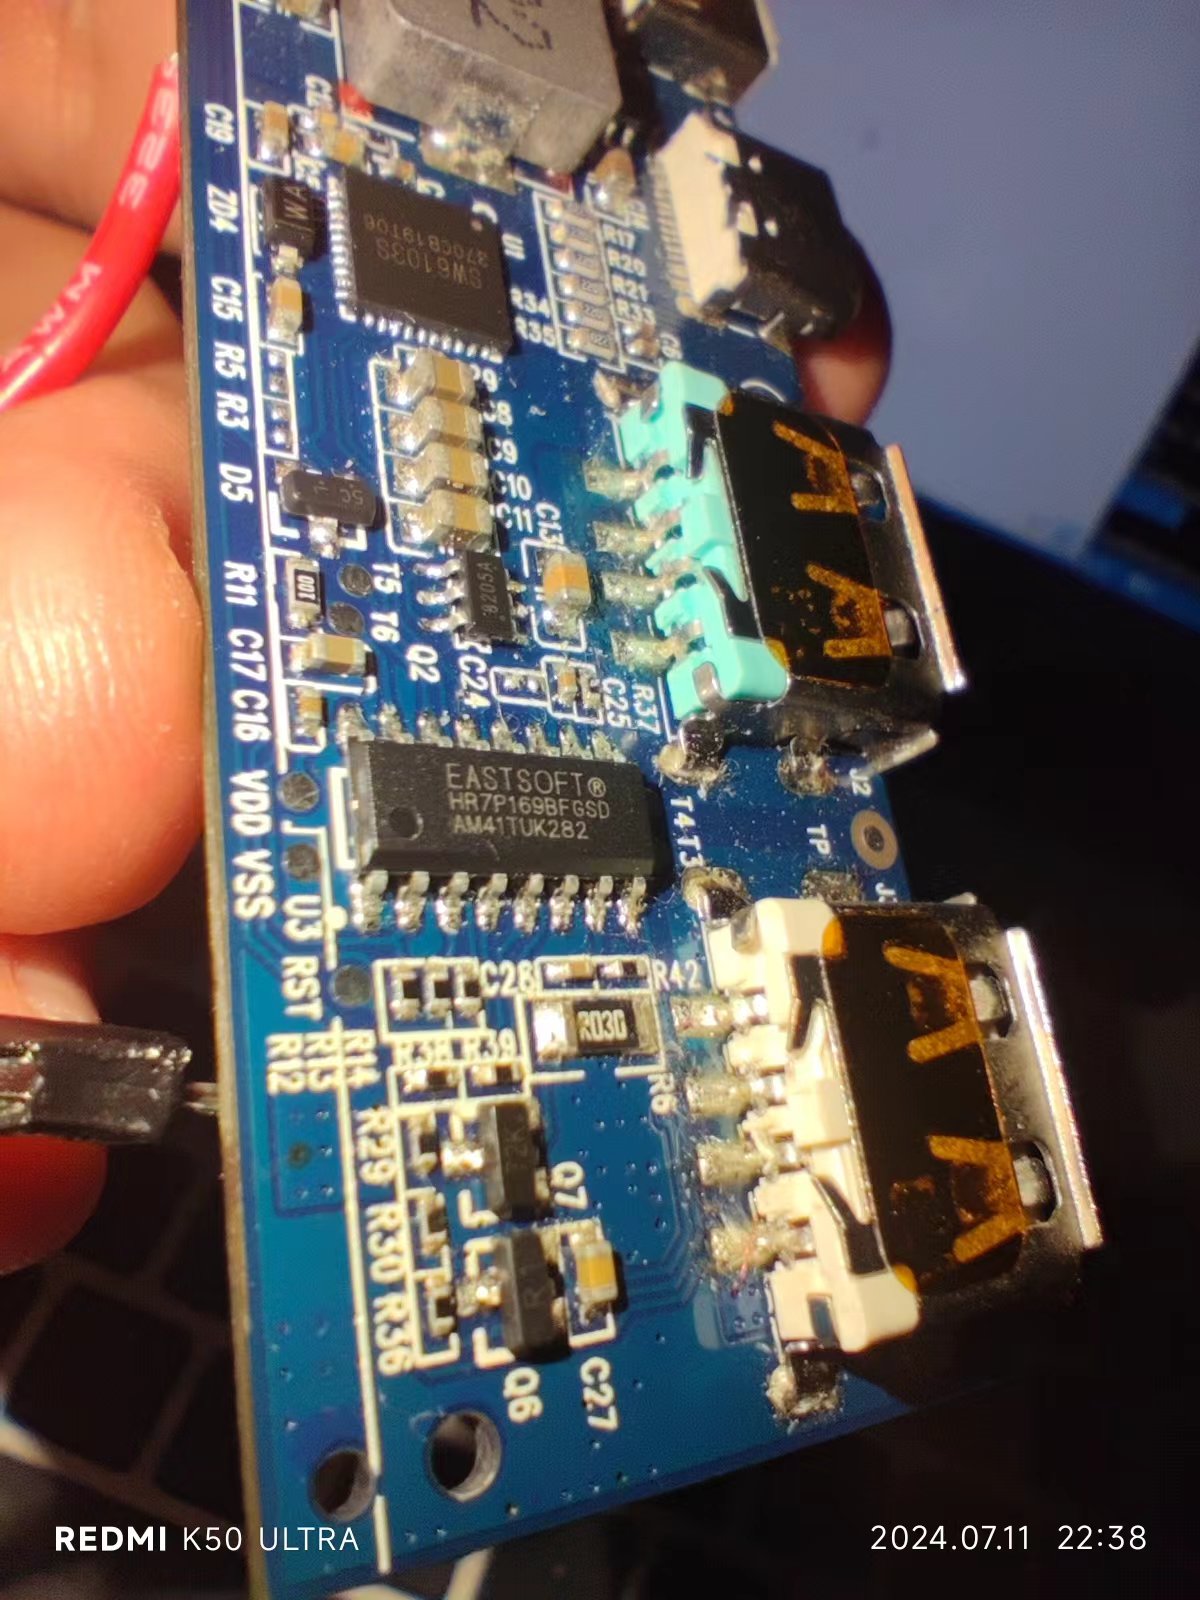 C19
ZD4
WA
U1
SW6103S
R17
R20
R21
R34
R33
R35
C15
R5 R3
C8
C9
C10
C11
D5
C13
8205A
R11
100
T5 T6
Q2
C24
C25
R37
C17 C16
EASTSOFT®
HR7P169BFGSD
AM41TUK282
VDD VSS
U3
RST
T4 T3
TP
J2
C28
R42
R030
R6
R38
R39
R14
R13
R12
R29 R30 R36
Q7
Q6
C27
REDMI K50 ULTRA
2024.07.11 22:38